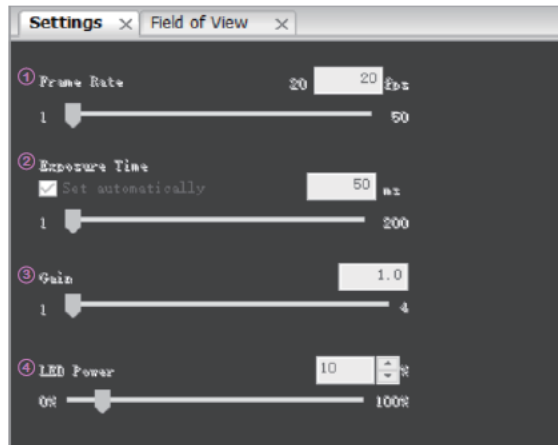 Settings × Field of View ×
① Frame Rate 20 20 fps
1 50
② Exposure Time
Set automatically 50 ms
1 200
③ Gain 1.0
1 4
④ LED Power 10 %
0% 100%